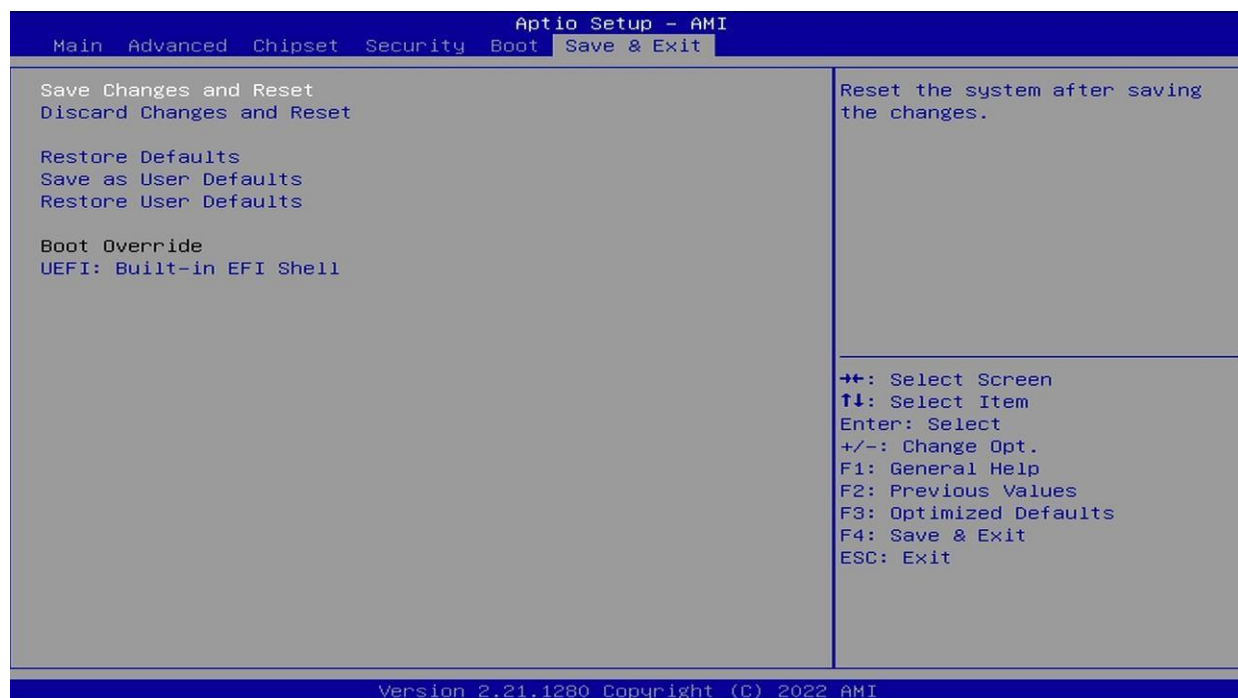 Aptio Setup – AMI
Main Advanced Chipset Security Boot Save & Exit
Save Changes and Reset
Discard Changes and Reset
Restore Defaults
Save as User Defaults
Restore User Defaults
Boot Override
UEFI: Built-in EFI Shell
Reset the system after saving
the changes.
→←: Select Screen
↑↓: Select Item
Enter: Select
+/-: Change Opt.
F1: General Help
F2: Previous Values
F3: Optimized Defaults
F4: Save & Exit
ESC: Exit
Version 2.21.1280 Copyright (C) 2022 AMI